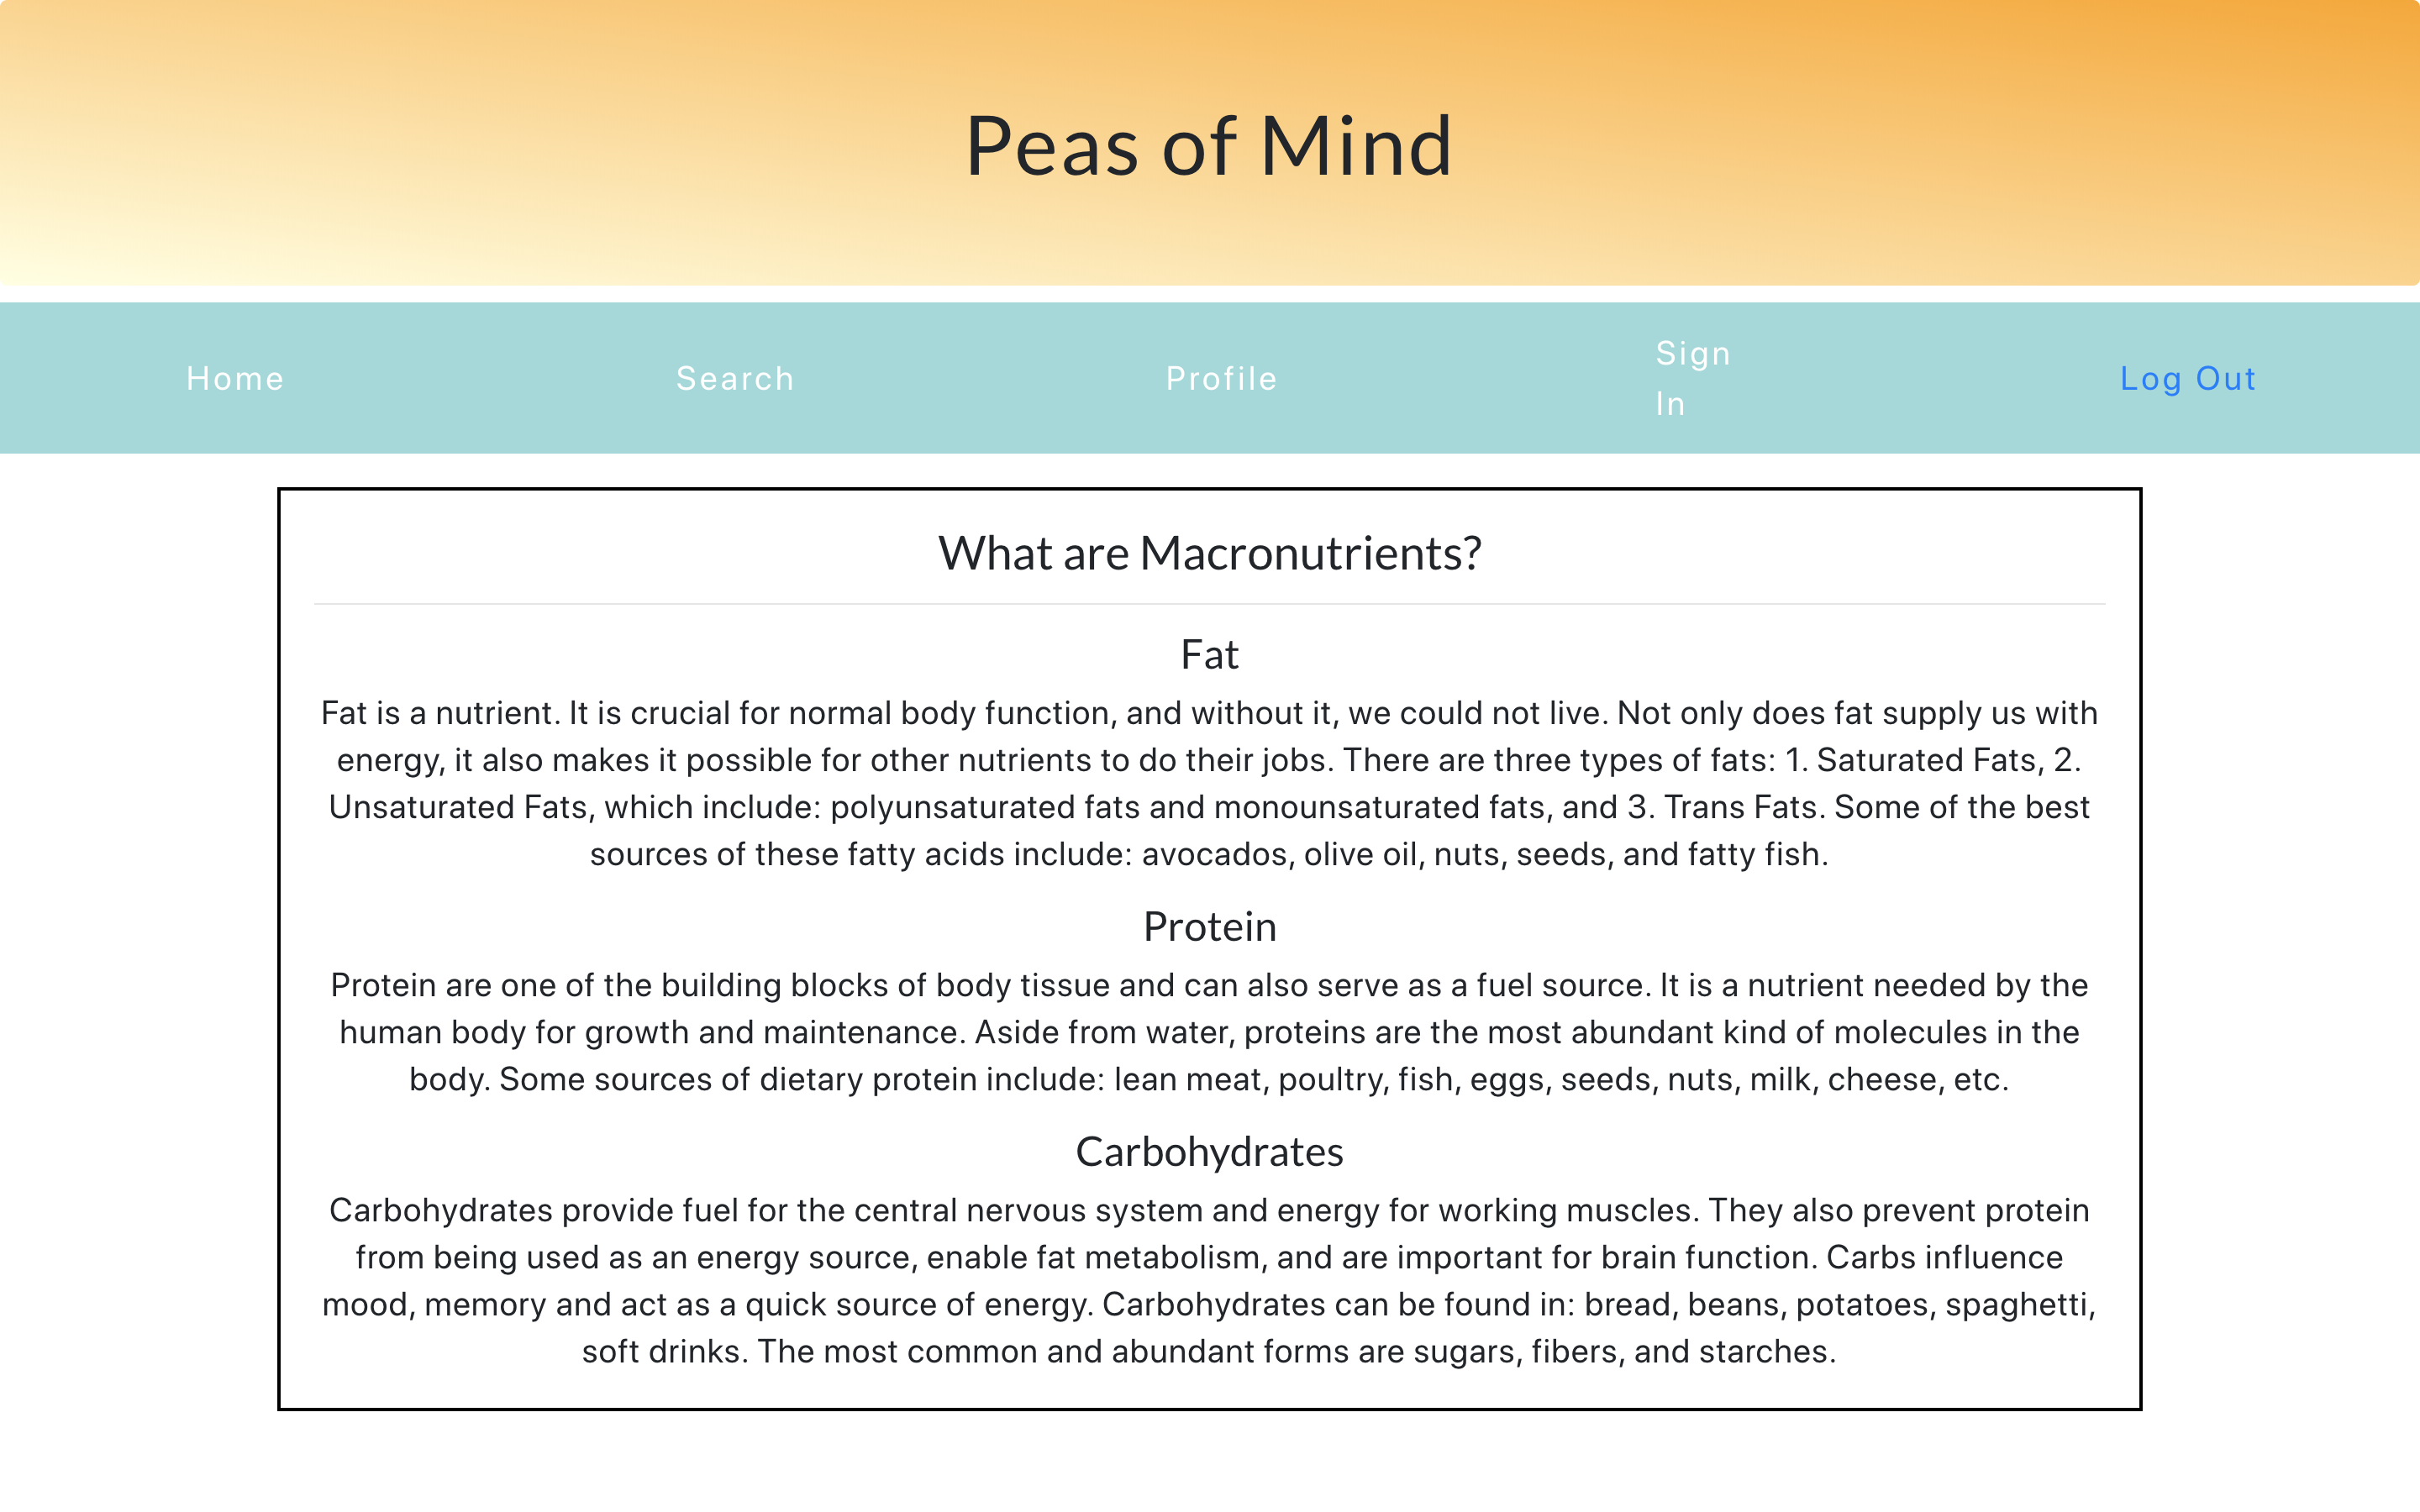 Peas of Mind
Home
Search
Profile
Sign
In
Log Out
What are Macronutrients?
Fat
Fat is a nutrient. It is crucial for normal body function, and without it, we could not live. Not only does fat supply us with
energy, it also makes it possible for other nutrients to do their jobs. There are three types of fats: 1. Saturated Fats, 2.
Unsaturated Fats, which include: polyunsaturated fats and monounsaturated fats, and 3. Trans Fats. Some of the best
sources of these fatty acids include: avocados, olive oil, nuts, seeds, and fatty fish.
Protein
Protein are one of the building blocks of body tissue and can also serve as a fuel source. It is a nutrient needed by the
human body for growth and maintenance. Aside from water, proteins are the most abundant kind of molecules in the
body. Some sources of dietary protein include: lean meat, poultry, fish, eggs, seeds, nuts, milk, cheese, etc.
Carbohydrates
Carbohydrates provide fuel for the central nervous system and energy for working muscles. They also prevent protein
from being used as an energy source, enable fat metabolism, and are important for brain function. Carbs influence
mood, memory and act as a quick source of energy. Carbohydrates can be found in: bread, beans, potatoes, spaghetti,
soft drinks. The most common and abundant forms are sugars, fibers, and starches.